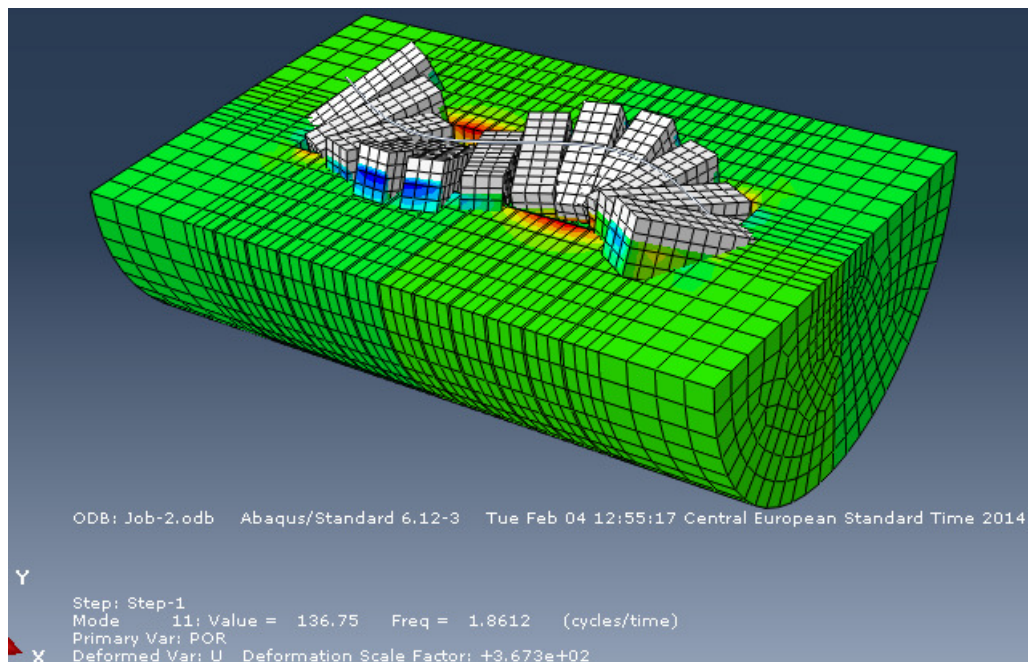 ODB: Job-2.odb Abaqus/Standard 6.12-3 Tue Feb 04 12:55:17 Central European Standard Time 2014
Y
Step: Step-1
Mode 11: Value = 136.75 Freq = 1.8612 (cycles/time)
Primary Var: POR
X Deformed Var: U Deformation Scale Factor: +3.673e+02